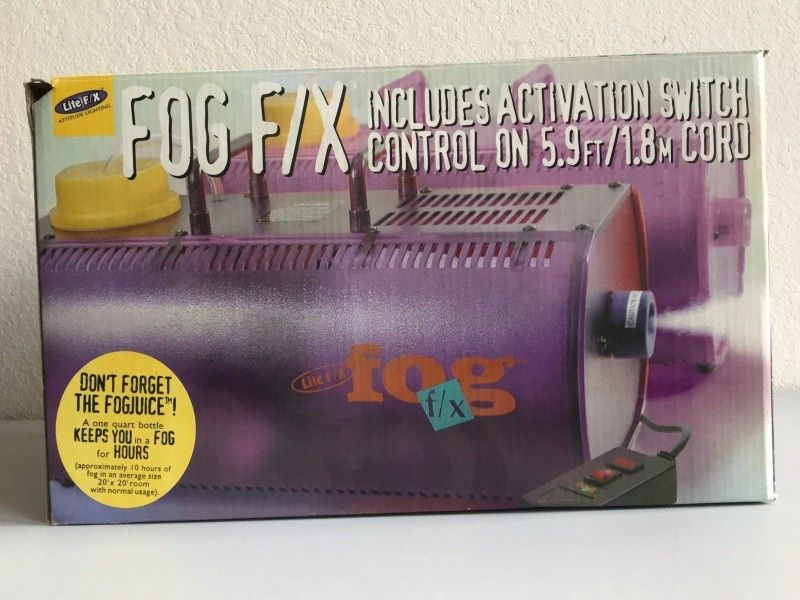 Lite F/X
ATTITUDE LIGHTING
FOG F/X
INCLUDES ACTIVATION SWITCH
CONTROL ON 5.9FT/1.8M CORD
Lite F/X
fog
f/x
DON'T FORGET
THE FOGJUICE™!
A one quart bottle
KEEPS YOU in a FOG
for HOURS
(approximately 10 hours of
fog in an average size
20'x 20' room
with normal usage).